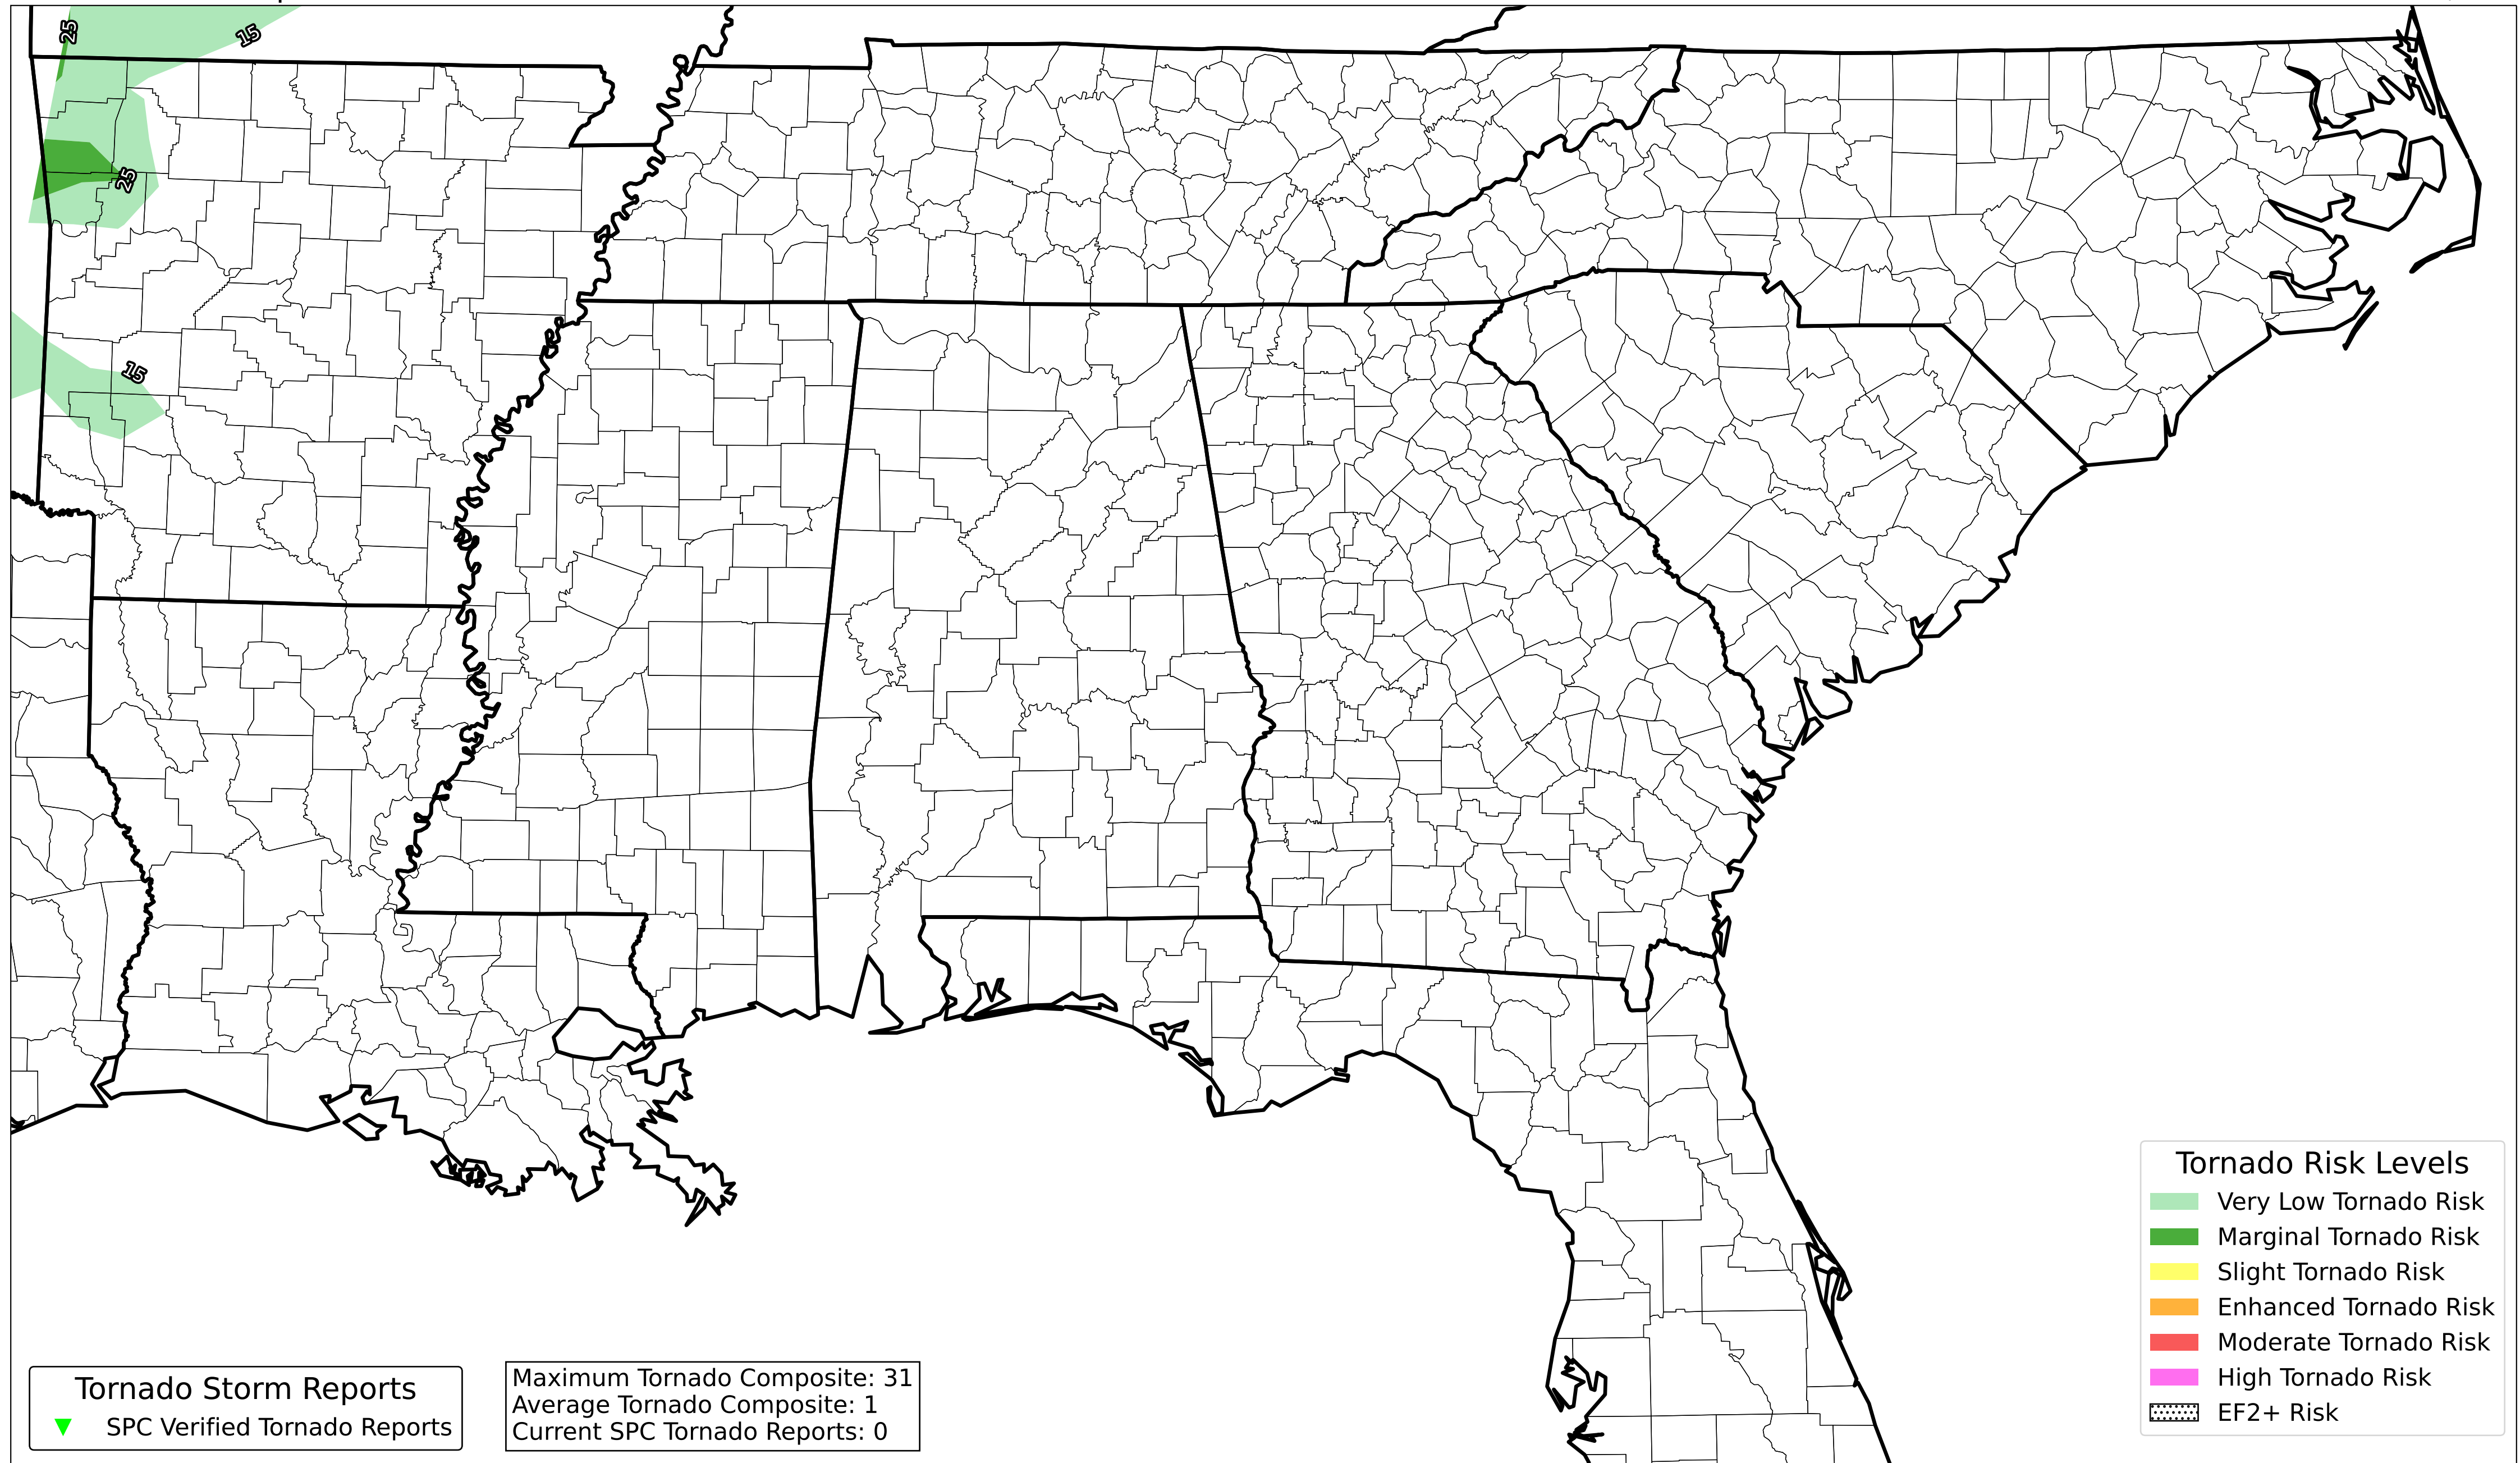 25
15
25
15
Tornado Risk Levels
Very Low Tornado Risk
Marginal Tornado Risk
Slight Tornado Risk
Enhanced Tornado Risk
Moderate Tornado Risk
High Tornado Risk
EF2+ Risk
Tornado Storm Reports
SPC Verified Tornado Reports
Maximum Tornado Composite: 31
Average Tornado Composite: 1
Current SPC Tornado Reports: 0